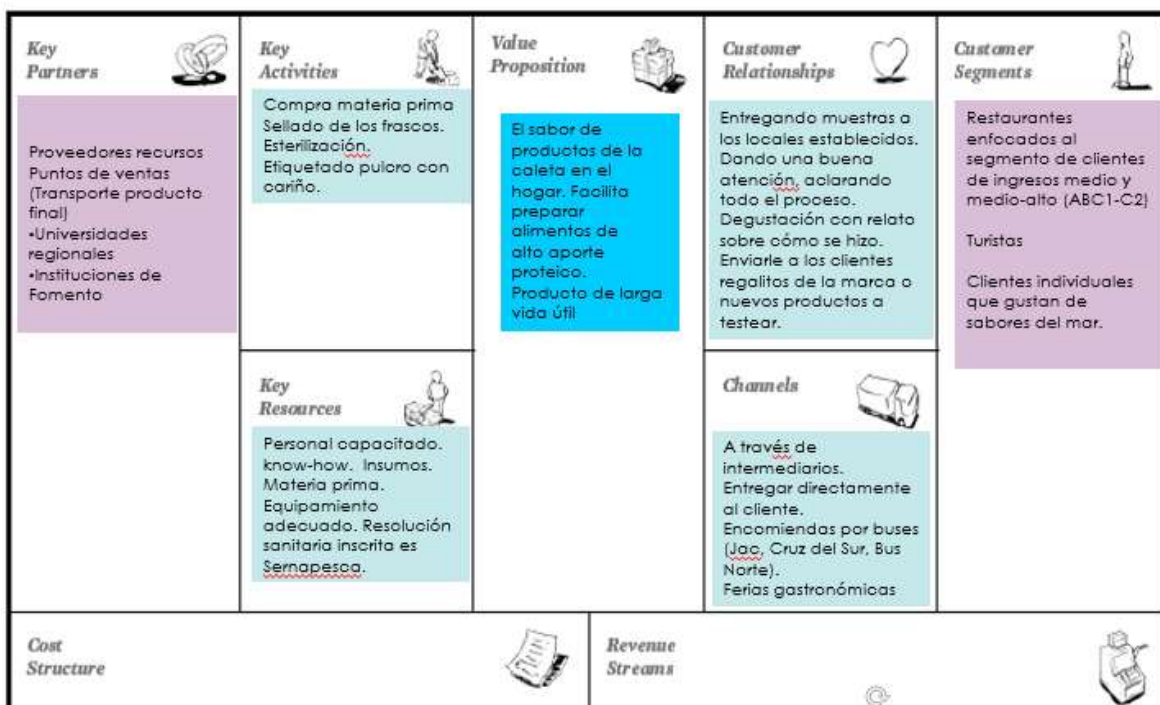 Key
Partners
Proveedores recursos
Puntos de ventas
(Transporte producto
final)
•Universidades
regionales
•Instituciones de
Fomento
Key
Activities
Compra materia prima
Sellado de los frascos.
Esterilización.
Etiquetado pulcro con
cariño.
Key
Resources
Personal capacitado.
know-how. Insumos.
Materia prima.
Equipamiento
adecuado. Resolución
sanitaria inscrita es
Sernapesca.
Value
Proposition
El sabor de
productos de la
caleta en el
hogar. Facilita
preparar
alimentos de
alto aporte
proteico.
Producto de larga
vida útil
Customer
Relationships
Entregando muestras a
los locales establecidos.
Dando una buena
atención, aclarando
todo el proceso.
Degustación con relato
sobre cómo se hizo.
Enviarle a los clientes
regalitos de la marca o
nuevos productos a
testear.
Channels
A través de
intermediarios.
Entregar directamente
al cliente.
Encomiendas por buses
(Jac, Cruz del Sur, Bus
Norte).
Ferias gastronómicas
Customer
Segments
Restaurantes
enfocados al
segmento de clientes
de ingresos medio y
medio-alto (ABC1-C2)
Turistas
Clientes individuales
que gustan de
sabores del mar.
Cost
Structure
Revenue
Streams